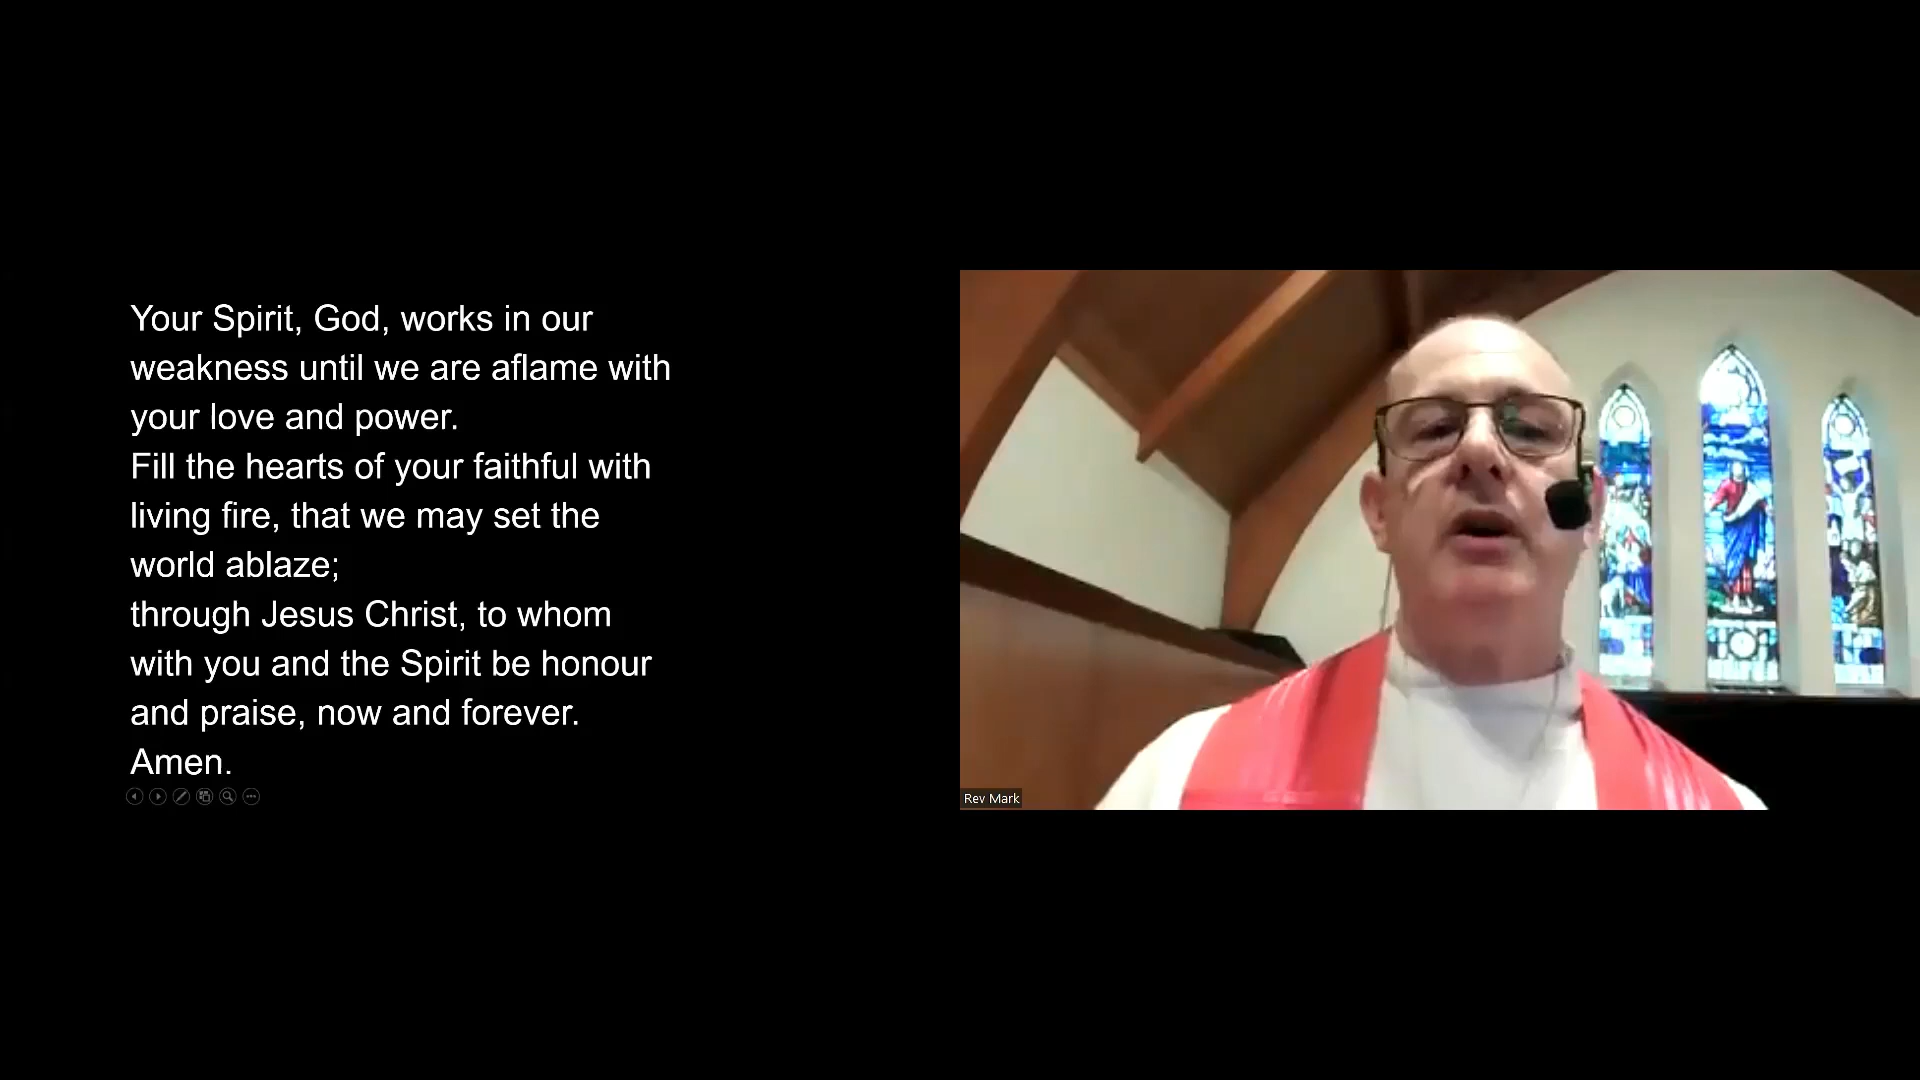 Your Spirit, God, works in our
weakness until we are aflame with
your love and power.
Fill the hearts of your faithful with
living fire, that we may set the
world ablaze;
through Jesus Christ, to whom
with you and the Spirit be honour
and praise, now and forever.
Amen.
Rev Mark